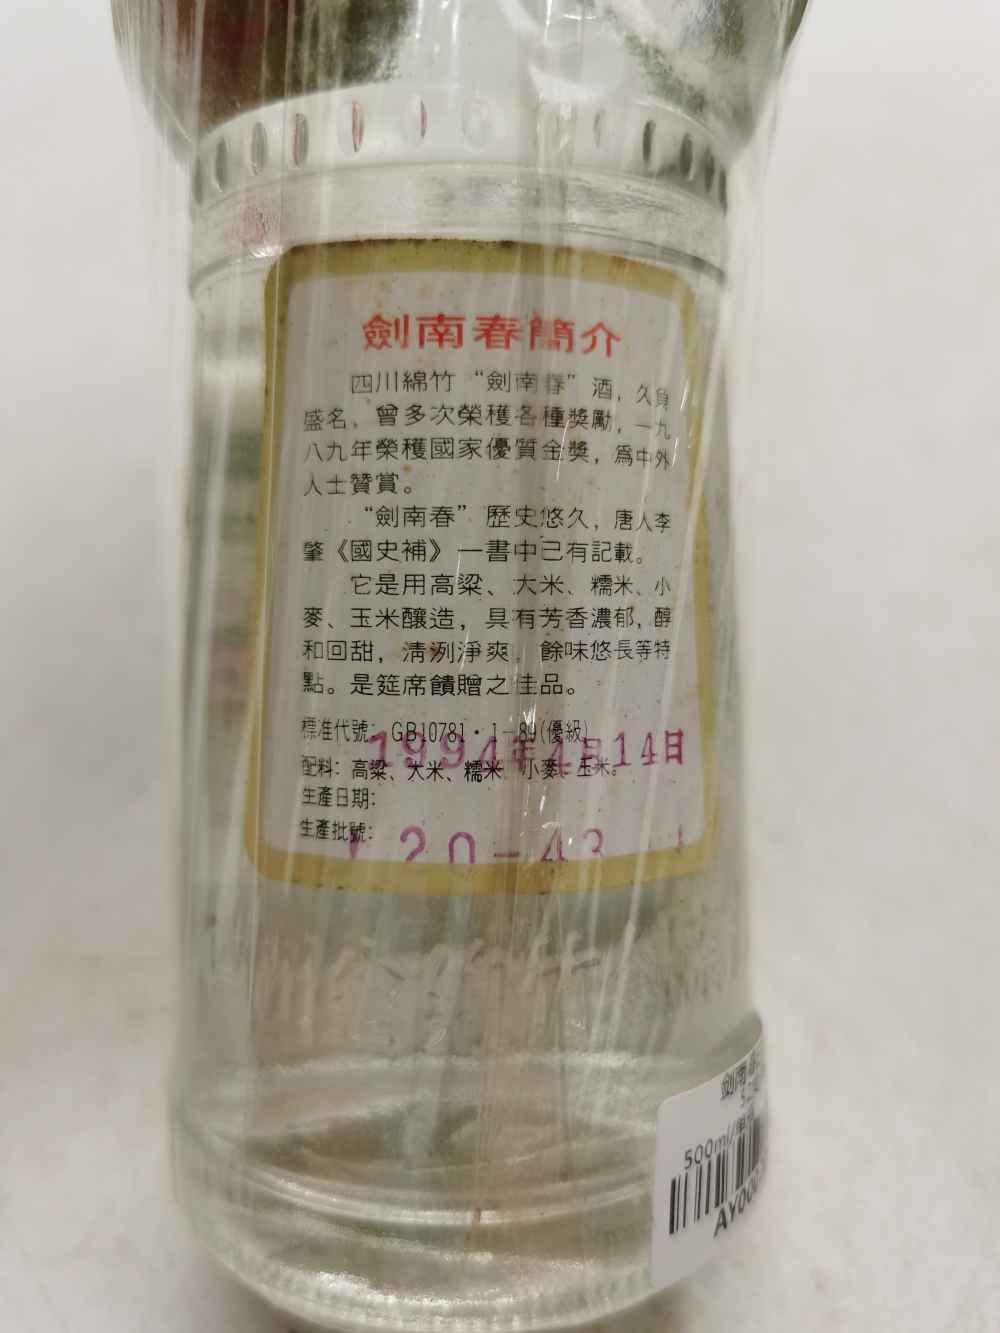 劍南春簡介
四川綿竹“劍南春”酒，久負
盛名，曾多次榮獲各種獎勵，一九
八九年榮獲國家優質金獎，爲中外
人士贊賞。
“劍南春”歷史悠久，唐人李
肇《國史補》一書中已有記載。
它是用高粱、大米、糯米、小
麥、玉米釀造，具有芳香濃郁，醇
和回甜，清洌淨爽，餘味悠長等特
點。是筵席饋贈之佳品。
標准代號：GB10781·1-89(優級)
1994年4月14日
配料：高粱、大米、糯米、小麥、玉米。
生產日期：
生產批號：
20-43
劍南
500ml/單瓶
AY000